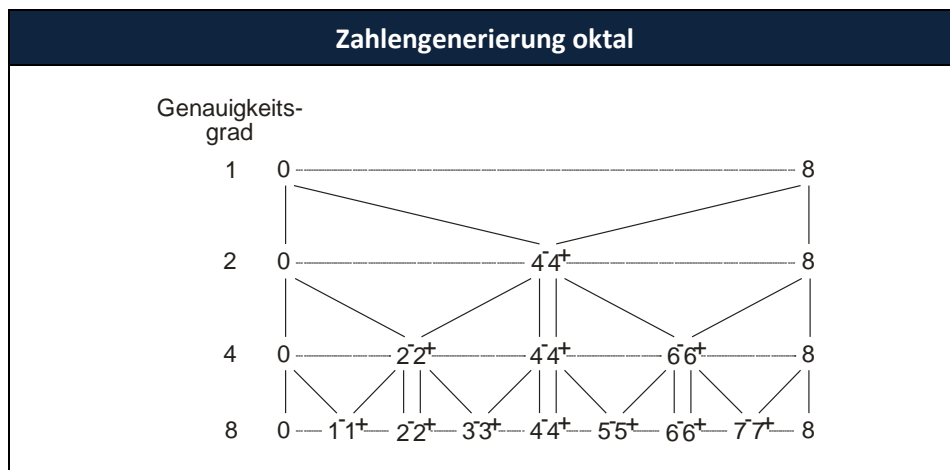 Zahlengenerierung oktal
Genauigkeits-
grad
1 0 8
2 0 4⁻4⁺ 8
4 0 2⁻2⁺ 4⁻4⁺ 6⁻6⁺ 8
8 0 1⁻1⁺ 2⁻2⁺ 3⁻3⁺ 4⁻4⁺ 5⁻5⁺ 6⁻6⁺ 7⁻7⁺ 8